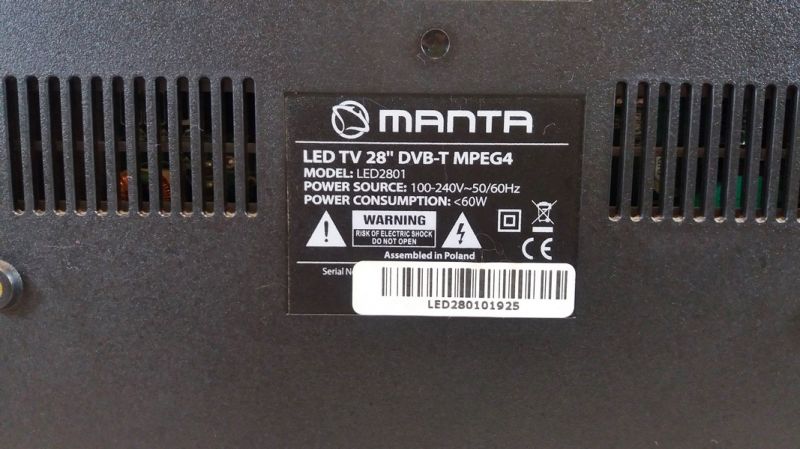 MANTA
LED TV 28" DVB-T MPEG4
MODEL: LED2801
POWER SOURCE: 100-240V~50/60Hz
POWER CONSUMPTION: <60W
WARNING
RISK OF ELECTRIC SHOCK
DO NOT OPEN
CE
Assembled in Poland
Serial No
LED280101925